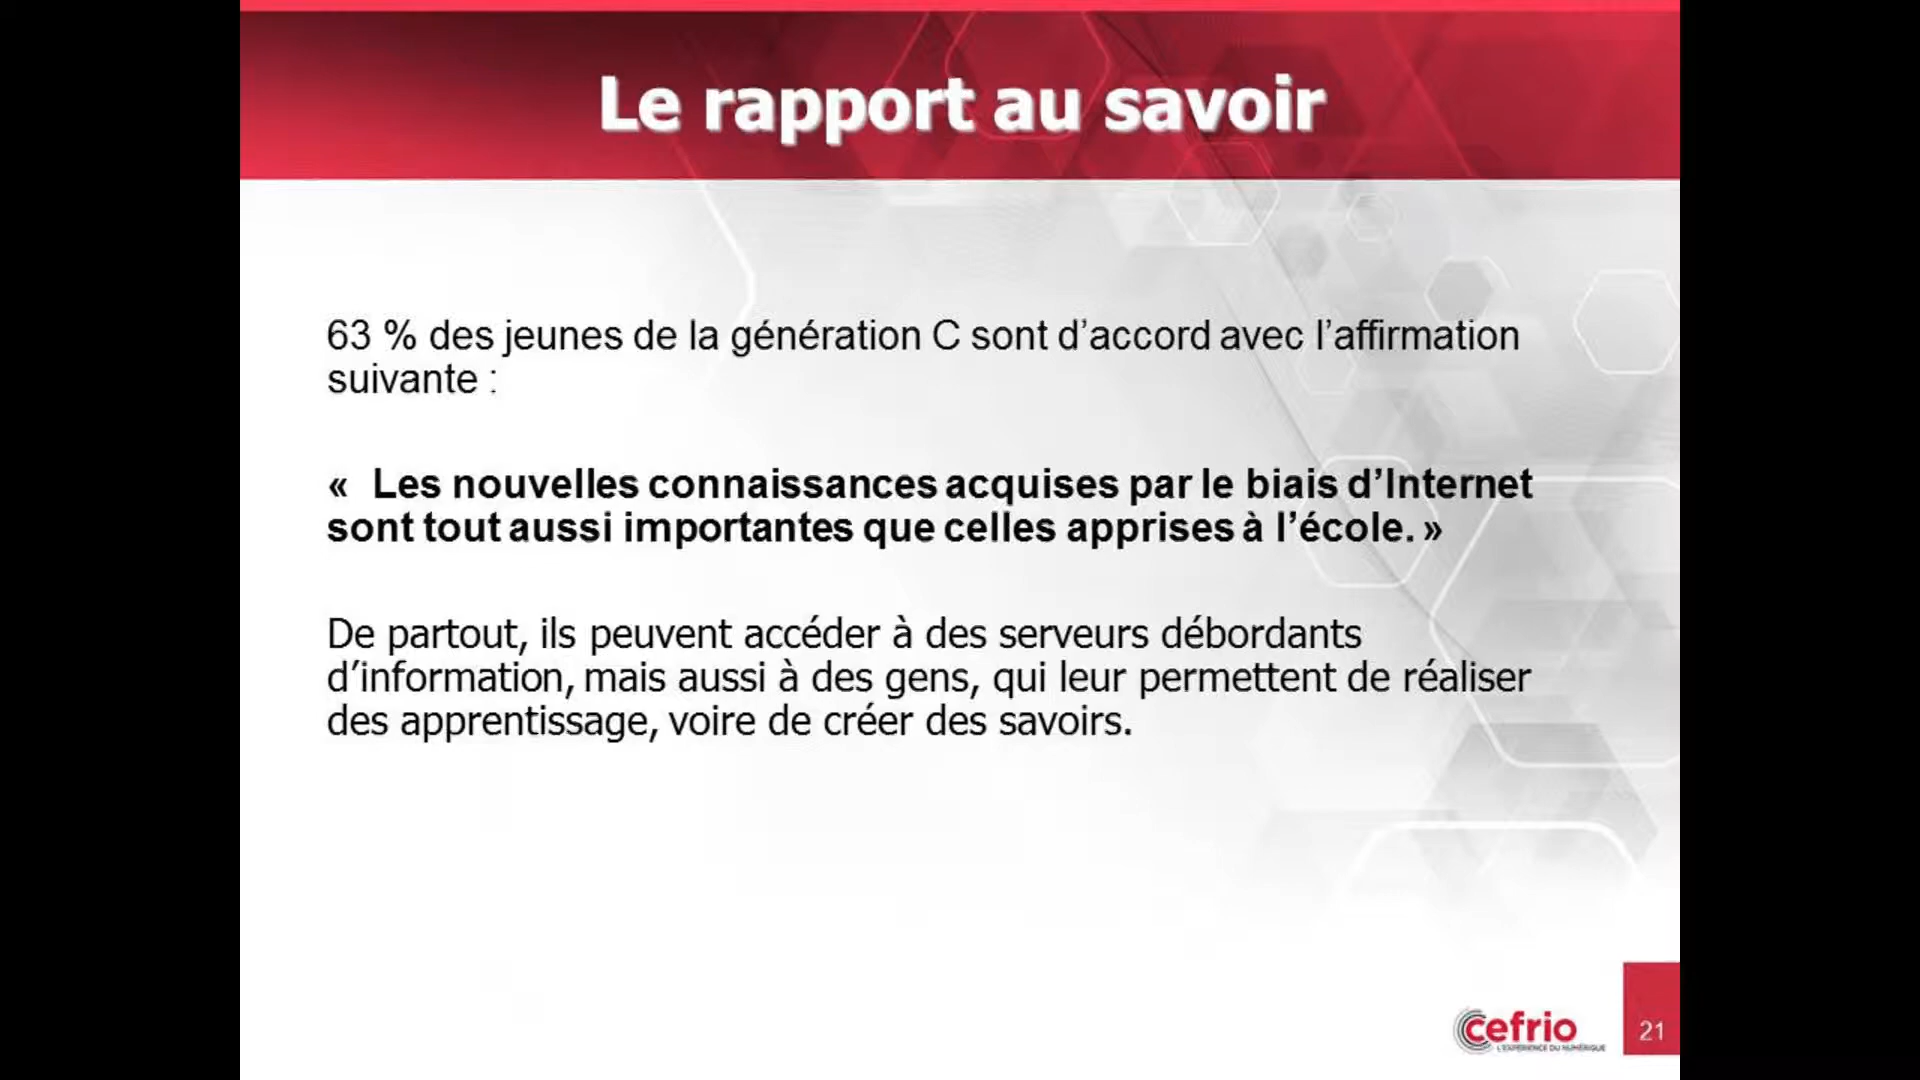 Le rapport au savoir
63 % des jeunes de la génération C sont d’accord avec l’affirmation
suivante :
«  Les nouvelles connaissances acquises par le biais d’Internet
sont tout aussi importantes que celles apprises à l’école. »
De partout, ils peuvent accéder à des serveurs débordants
d’information, mais aussi à des gens, qui leur permettent de réaliser
des apprentissage, voire de créer des savoirs.
cefrio
L’EXPÉRIENCE DU NUMÉRIQUE
21